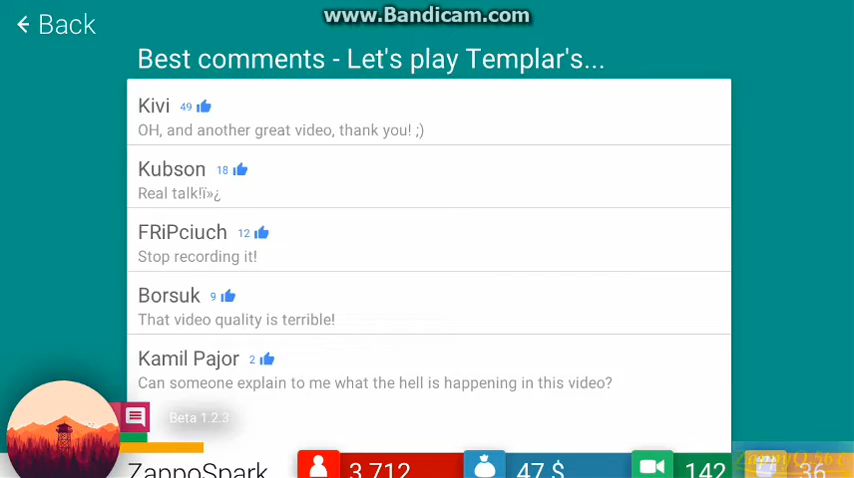 www.Bandicam.com
Back
Best comments - Let's play Templar's...
Kivi 49
OH, and another great video, thank you! ;)
Kubson 18
Real talk!ï»¿
FRiPciuch 12
Stop recording it!
Borsuk 9
That video quality is terrible!
Kamil Pajor 2
Can someone explain to me what the hell is happening in this video?
Beta 1.2.3
ZappoSpark 3 712 47 $ 142 36